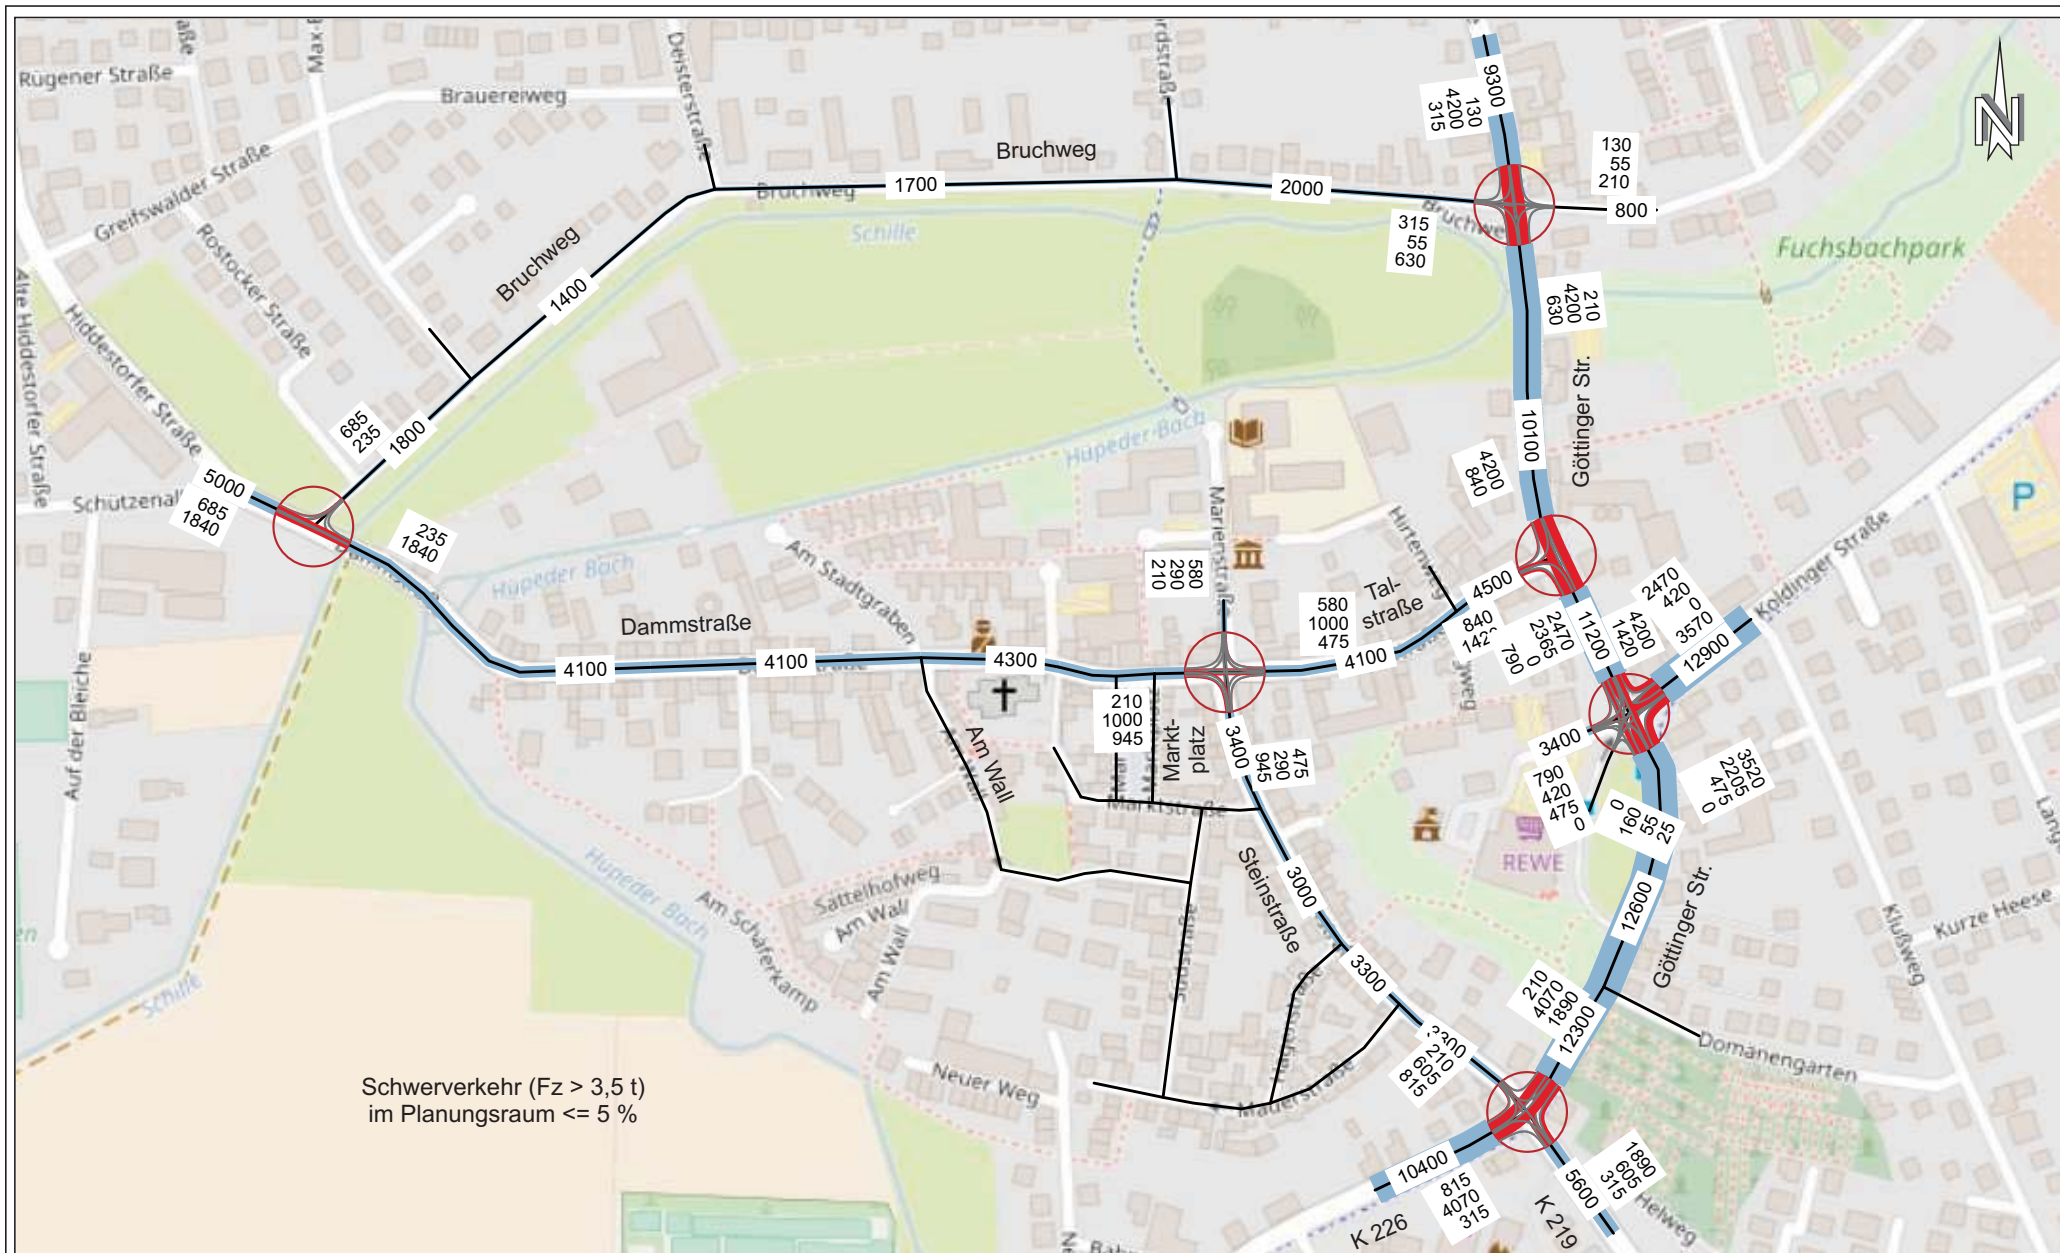 Rügener Straße
Brauereiweg
Deisterstraße
Greifswalder Straße
Rostocker Straße
Alte Hiddestorfer Straße
Hiddestorfer Straße
Schützenall
Auf der Bleiche
Bruchweg
Bruchweg
Bruchweg
Schille
Fuchsbachpark
N
9300
130
4200
315
130
55
210
800
1700
2000
315
55
630
1400
1800
685
235
5000
685
1840
235
1840
210
4200
630
10100
Göttinger Str.
4200
840
Hüpeder Bach
Hüpeder Bach
Am Stadtgraben
Marienstraße
Hirtenweg
Koldinger Straße
P
Dammstraße
4100
4100
4300
580
290
210
580
1000
475
Tal-
straße
4500
840
4100
2470
2365
0
790
11200
4200
1420
2470
420
0
3570
12900
210
1000
945
Markt-
platz
3400
475
290
945
Am Wall
Marktstraße
3400
790
420
475
0
3520
2205
475
0
0
160
55
25
REWE
Steinstraße
3000
12600
Göttinger Str.
Hüpeder Bach
Sattelhofweg
Am Wall
Am Wall
Am Schäferkamp
Schille
Neuer Weg
Mauerstraße
3300
210
605
815
210
4070
1890
12300
Domänengarten
Klußweg
Kurze Heese
10400
815
4070
315
K 226
5600
1890
605
315
K 219
Helweg
Schwerverkehr (Fz > 3,5 t)
im Planungsraum <= 5 %